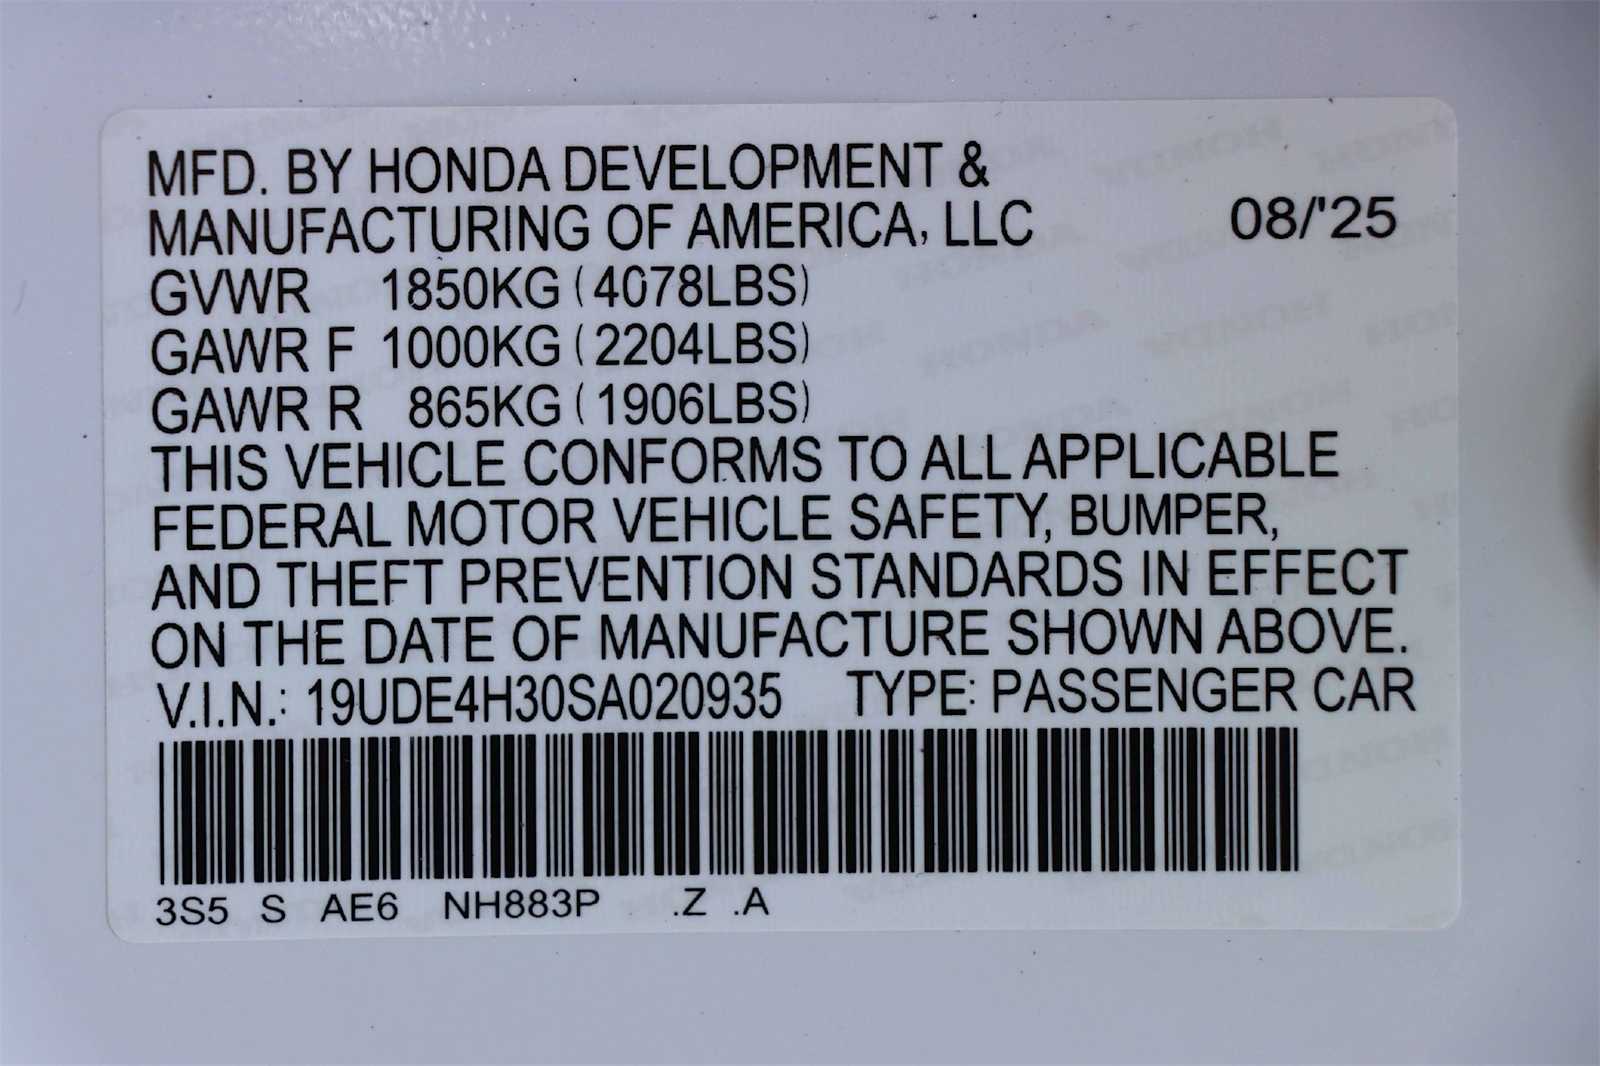 MFD. BY HONDA DEVELOPMENT &
MANUFACTURING OF AMERICA, LLC 08/'25
GVWR 1850KG (4078LBS)
GAWR F 1000KG (2204LBS)
GAWR R 865KG (1906LBS)
THIS VEHICLE CONFORMS TO ALL APPLICABLE
FEDERAL MOTOR VEHICLE SAFETY, BUMPER,
AND THEFT PREVENTION STANDARDS IN EFFECT
ON THE DATE OF MANUFACTURE SHOWN ABOVE.
V.I.N.: 19UDE4H30SA020935 TYPE: PASSENGER CAR
3S5 S AE6 NH883P .Z .A